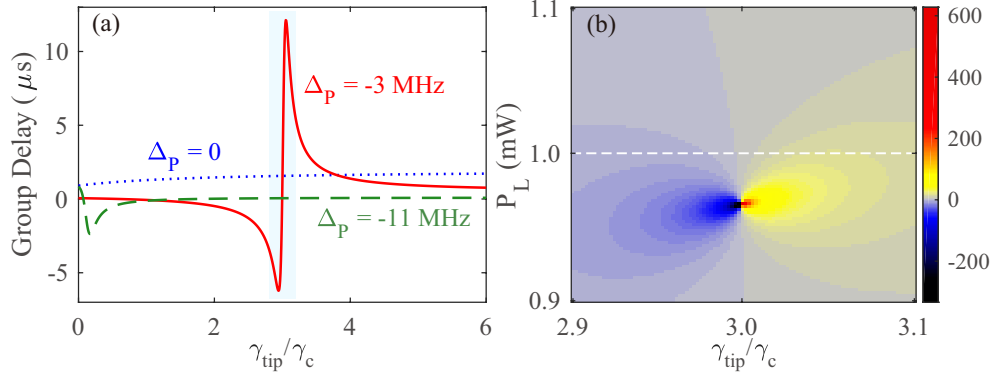 (a)
Group Delay ( μs )
10
5
0
-5
Δ_P = -3 MHz
Δ_P = 0
Δ_P = -11 MHz
0
2
4
6
γ_tip/γ_c
(b)
P_L (mW)
1.1
1.0
0.9
2.9
3.0
3.1
γ_tip/γ_c
600
400
200
0
-200